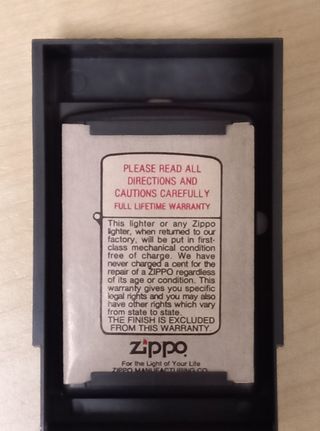 PLEASE READ ALL
DIRECTIONS AND
CAUTIONS CAREFULLY
FULL LIFETIME WARRANTY
This lighter or any Zippo
lighter, when returned to our
factory, will be put in first-
class mechanical condition
free of charge. We have
never charged a cent for the
repair of a ZIPPO regardless
of its age or condition. This
warranty gives you specific
legal rights and you may also
have other rights which vary
from state to state.
THE FINISH IS EXCLUDED
FROM THIS WARRANTY
Zippo
For the Light of Your Life
ZIPPO MANUFACTURING CO.